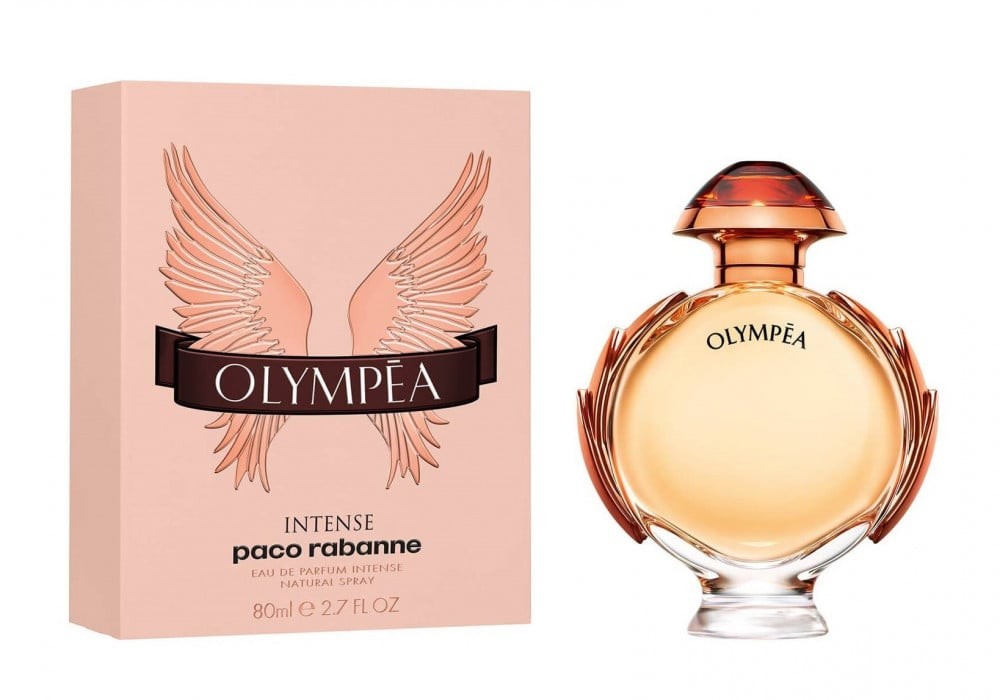 OLYMPĒA
INTENSE
paco rabanne
EAU DE PARFUM INTENSE
NATURAL SPRAY
80ml ℮ 2.7 FL OZ
OLYMPĒA